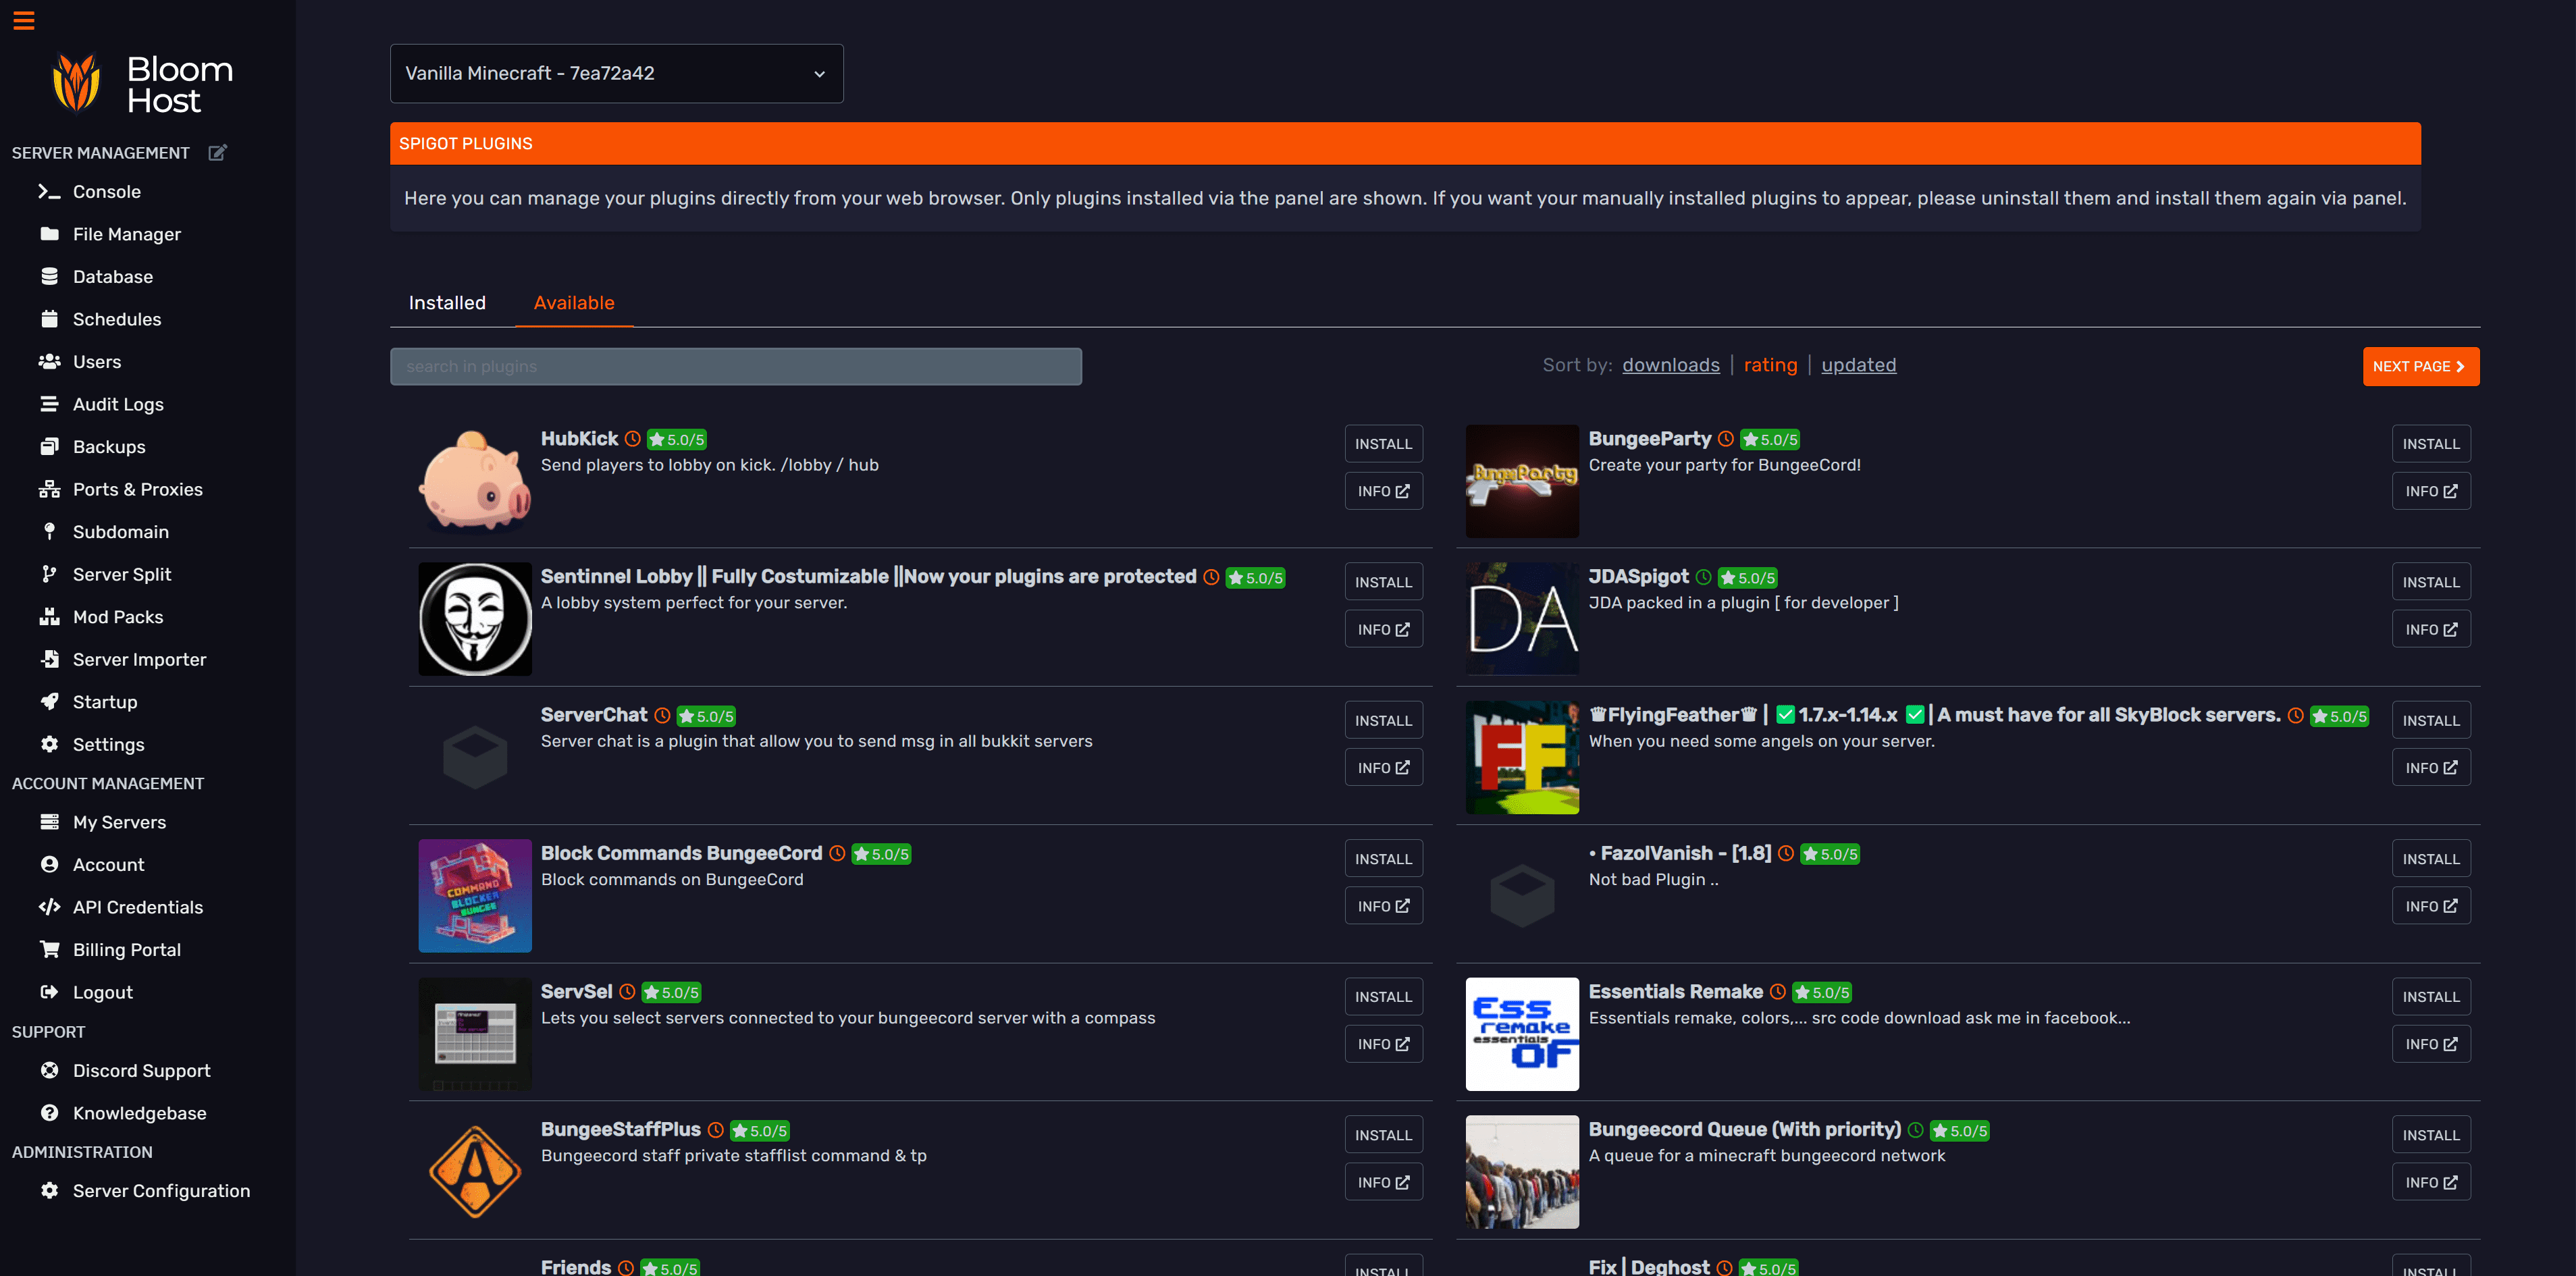 Bloom
Host
SERVER MANAGEMENT
Console
File Manager
Database
Schedules
Users
Audit Logs
Backups
Ports & Proxies
Subdomain
Server Split
Mod Packs
Server Importer
Startup
Settings
ACCOUNT MANAGEMENT
My Servers
Account
API Credentials
Billing Portal
Logout
SUPPORT
Discord Support
Knowledgebase
ADMINISTRATION
Server Configuration
Vanilla Minecraft - 7ea72a42
SPIGOT PLUGINS
Here you can manage your plugins directly from your web browser. Only plugins installed via the panel are shown. If you want your manually installed plugins to appear, please uninstall them and install them again via panel.
Installed Available
search in plugins
Sort by: downloads | rating | updated
NEXT PAGE
HubKick 5.0/5
Send players to lobby on kick. /lobby / hub
INSTALL
INFO
BungeeParty
BungeeParty 5.0/5
Create your party for BungeeCord!
INSTALL
INFO
Sentinnel Lobby || Fully Costumizable ||Now your plugins are protected 5.0/5
A lobby system perfect for your server.
INSTALL
INFO
DA
JDASpigot 5.0/5
JDA packed in a plugin [ for developer ]
INSTALL
INFO
ServerChat 5.0/5
Server chat is a plugin that allow you to send msg in all bukkit servers
INSTALL
INFO
FF
♛FlyingFeather♛ | ✅1.7.x-1.14.x ✅ | A must have for all SkyBlock servers. 5.0/5
When you need some angels on your server.
INSTALL
INFO
COMMAND
BLOCKER
BUNGEE
Block Commands BungeeCord 5.0/5
Block commands on BungeeCord
INSTALL
INFO
• FazolVanish - [1.8] 5.0/5
Not bad Plugin ..
INSTALL
INFO
ServSel 5.0/5
Lets you select servers connected to your bungeecord server with a compass
INSTALL
INFO
Ess
remake
essentials
OF
Essentials Remake 5.0/5
Essentials remake, colors,... src code download ask me in facebook...
INSTALL
INFO
BungeeStaffPlus 5.0/5
Bungeecord staff private stafflist command & tp
INSTALL
INFO
Bungeecord Queue (With priority) 5.0/5
A queue for a minecraft bungeecord network
INSTALL
INFO
Friends 5.0/5
INSTALL
Fix | Deghost 5.0/5
INSTALL